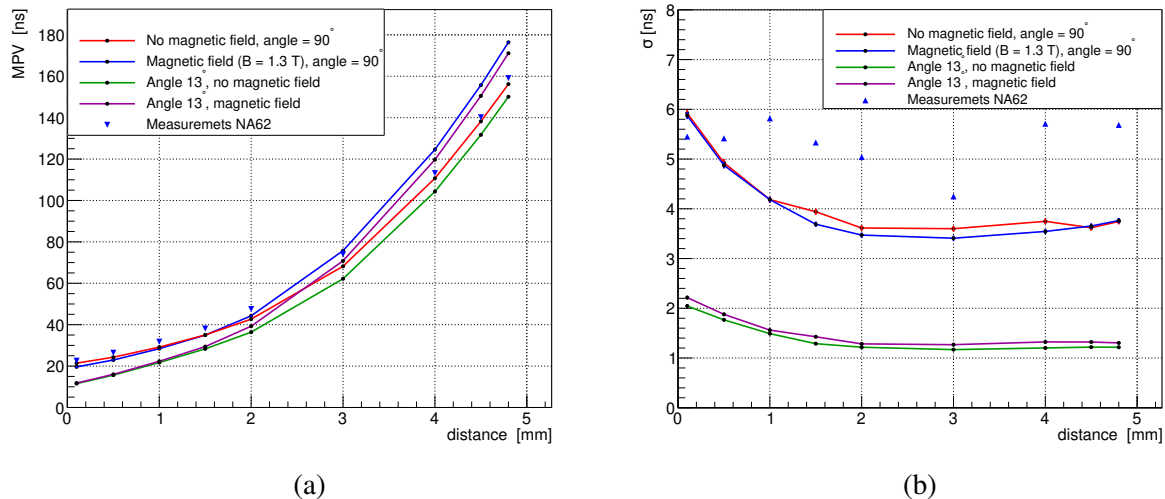 MPV [ns]
No magnetic field, angle = 90°
Magnetic field (B = 1.3 T), angle = 90°
Angle 13°, no magnetic field
Angle 13°, magnetic field
Measuremets NA62
180
160
140
120
100
80
60
40
20
0
0 1 2 3 4 5
distance [mm]
(a)
σ [ns]
No magnetic field, angle = 90°
Magnetic field (B = 1.3 T), angle = 90°
Angle 13°, no magnetic field
Angle 13°, magnetic field
Measuremets NA62
8
7
6
5
4
3
2
1
0
0 1 2 3 4 5
distance [mm]
(b)